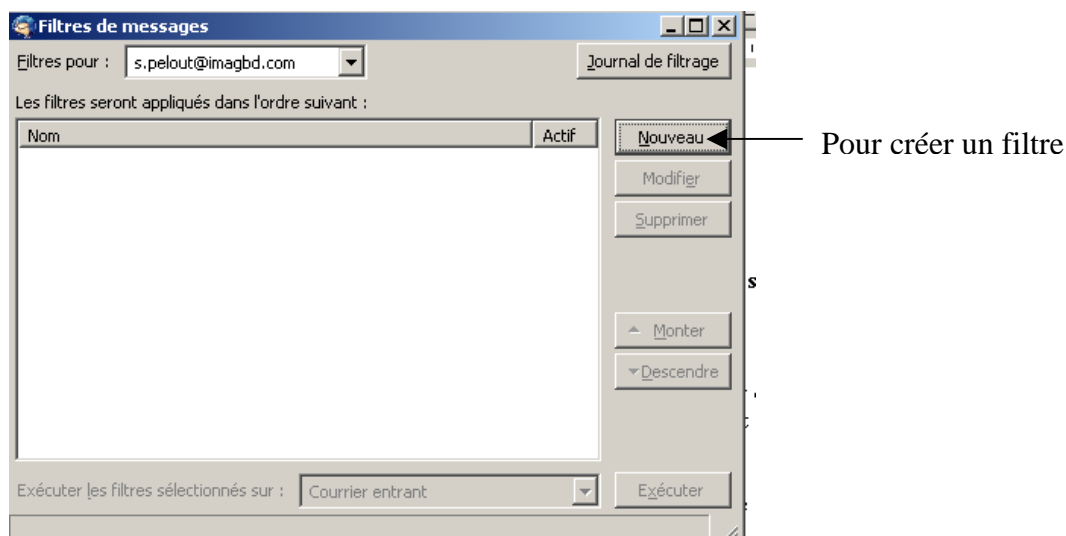 Filtres de messages
Filtres pour : s.pelout@imagbd.com Journal de filtrage
Les filtres seront appliqués dans l'ordre suivant :
Nom Actif Nouveau Pour créer un filtre
Modifier
Supprimer
s
Monter
Descendre
Exécuter les filtres sélectionnés sur : Courrier entrant Exécuter